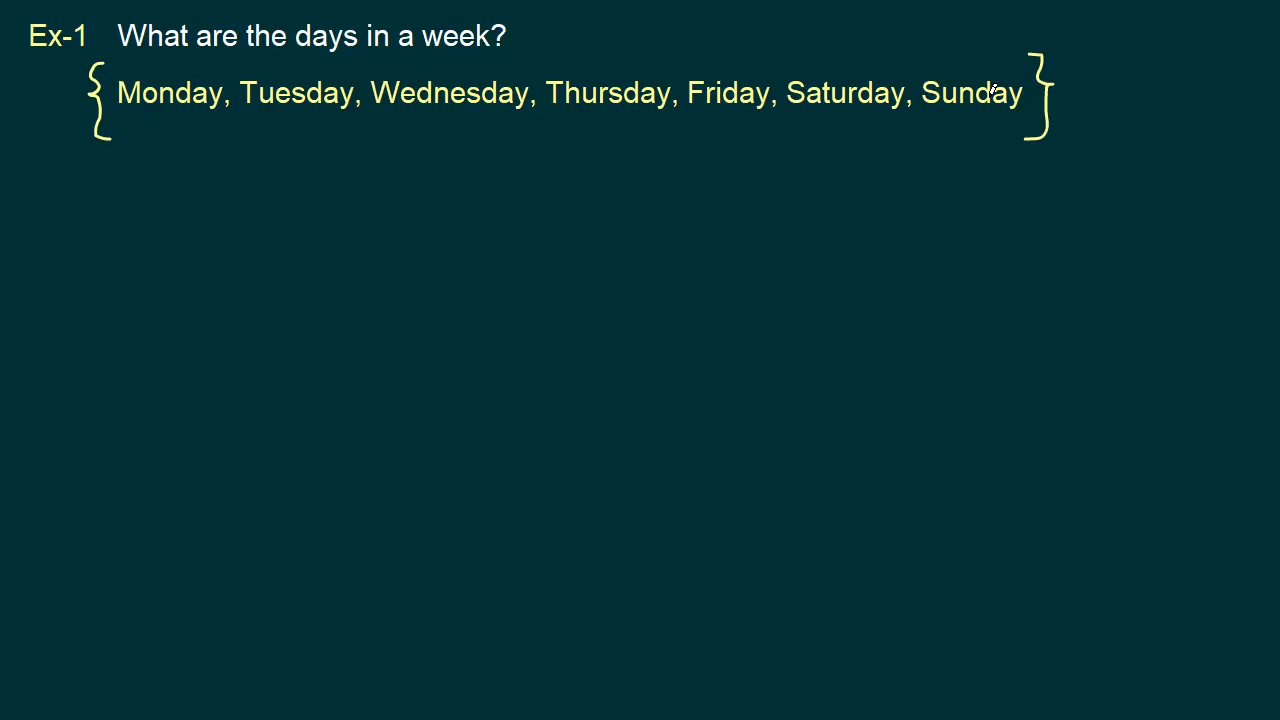 Ex-1 What are the days in a week?
{ Monday, Tuesday, Wednesday, Thursday, Friday, Saturday, Sunday }